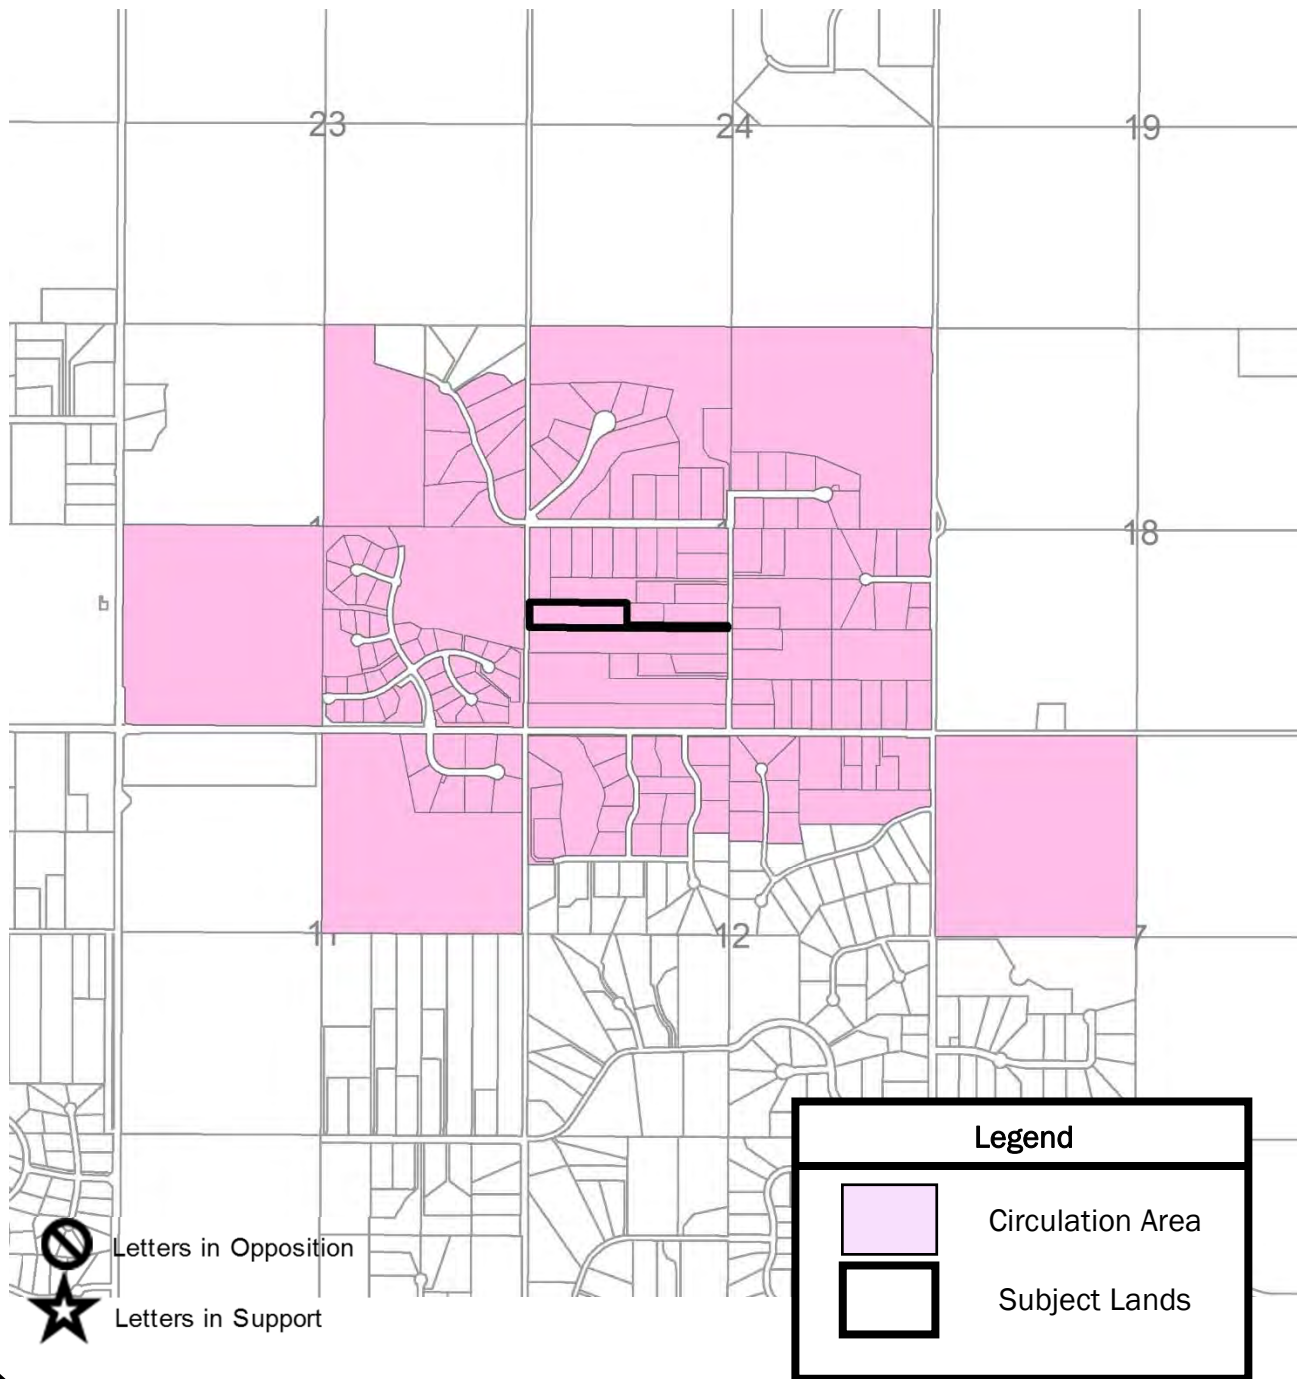 23
24
19
18
12
7
Legend
Circulation Area
Subject Lands
Letters in Opposition
Letters in Support